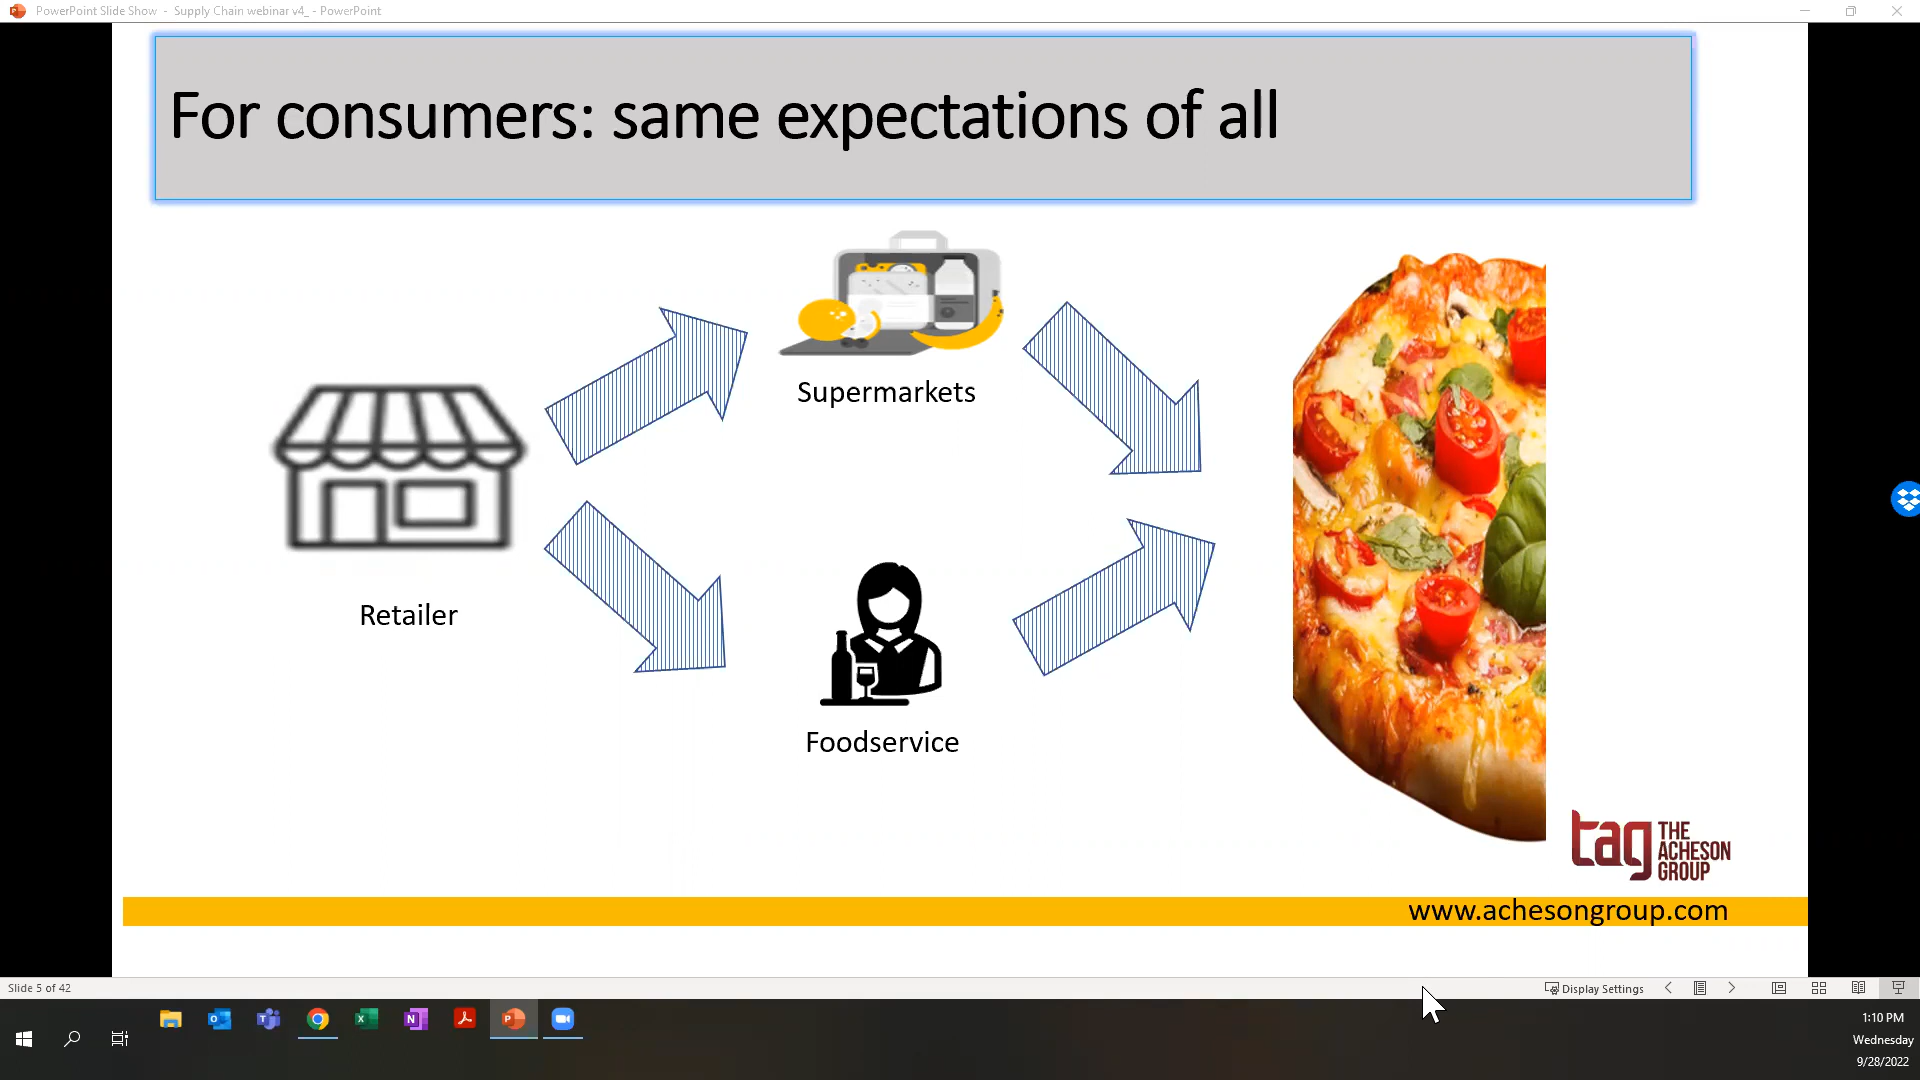 PowerPoint Slide Show - Supply Chain webinar v4_ - PowerPoint
For consumers: same expectations of all
Supermarkets
Retailer
Foodservice
tag THE
ACHESON
GROUP
www.achesongroup.com
Slide 5 of 42
Display Settings
1:10 PM
Wednesday
9/28/2022